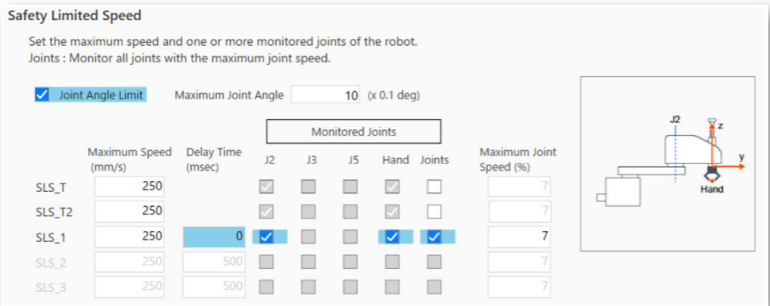 Safety Limited Speed
Set the maximum speed and one or more monitored joints of the robot.
Joints : Monitor all joints with the maximum joint speed.
Joint Angle Limit Maximum Joint Angle 10 (x 0.1 deg)
Monitored Joints
Maximum Speed (mm/s) Delay Time (msec) J2 J3 J5 Hand Joints Maximum Joint Speed (%)
SLS_T 250 7
SLS_T2 250 7
SLS_1 250 0 7
SLS_2 250 500 7
SLS_3 250 500 7
J2
z
y
Hand